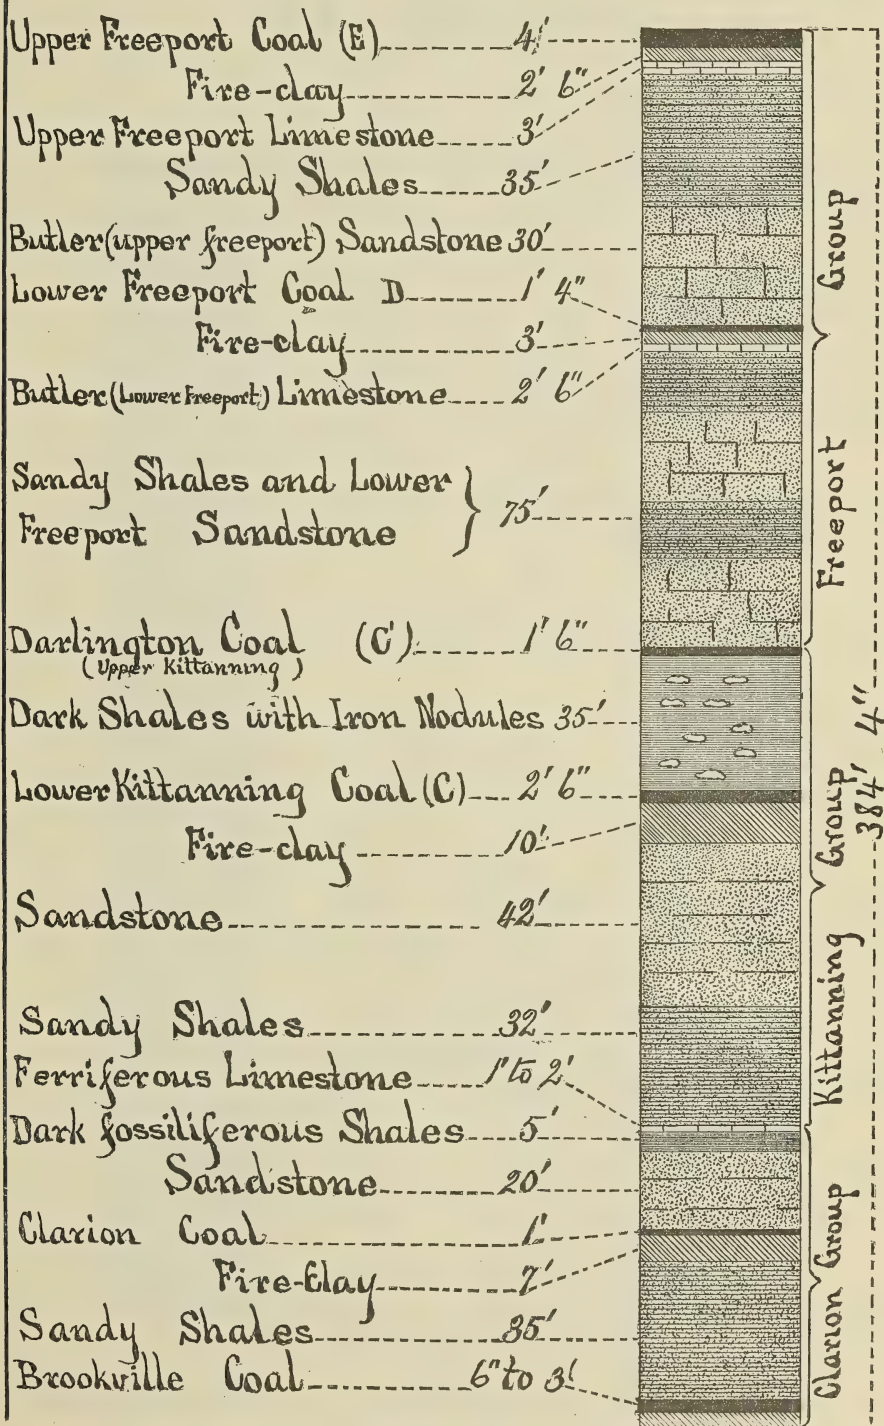 Upper Freeport Coal (E) 4'
Fire-clay 2' 6"
Upper Freeport Limestone 3'
Sandy Shales 35'
Butler (upper freeport) Sandstone 30'
Lower Freeport Coal D 1' 4"
Fire-clay 3'
Butler (Lower Freeport) Limestone 2' 6"
Sandy Shales and Lower
Freeport Sandstone 75'
Darlington Coal (C') 1' 6"
(Upper Kittanning)
Dark Shales with Iron Nodules 35'
Lower Kittanning Coal (C) 2' 6"
Fire-clay 10'
Sandstone 42'
Sandy Shales 32'
Ferriferous Limestone 1' to 2'
Dark fossiliferous Shales 5'
Sandstone 20'
Clarion Coal 1'
Fire-Clay 7'
Sandy Shales 35'
Brookville Coal 6" to 3'
Freeport Group
Kittanning Group
Clarion Group
384' 4"